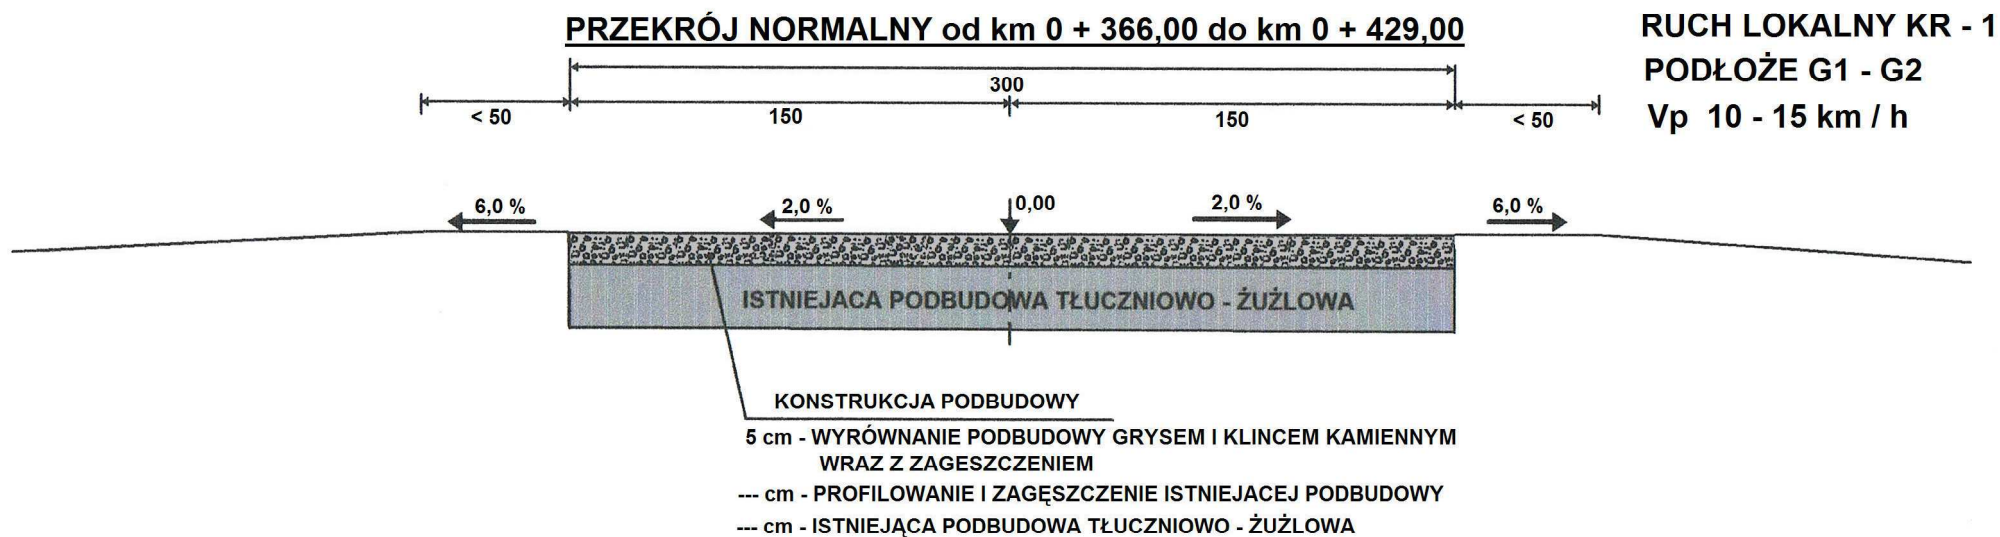 PRZEKRÓJ NORMALNY od km 0 + 366,00 do km 0 + 429,00
RUCH LOKALNY KR - 1
PODŁOŻE G1 - G2
Vp 10 - 15 km / h
300
< 50
150
150
< 50
6,0 %
2,0 %
0,00
2,0 %
6,0 %
ISTNIEJACA PODBUDOWA TŁUCZNIOWO - ŻUŻLOWA
KONSTRUKCJA PODBUDOWY
5 cm - WYRÓWNANIE PODBUDOWY GRYSEM I KLINCEM KAMIENNYM
WRAZ Z ZAGESZCZENIEM
--- cm - PROFILOWANIE I ZAGĘSZCZENIE ISTNIEJACEJ PODBUDOWY
--- cm - ISTNIEJĄCA PODBUDOWA TŁUCZNIOWO - ŻUŻLOWA